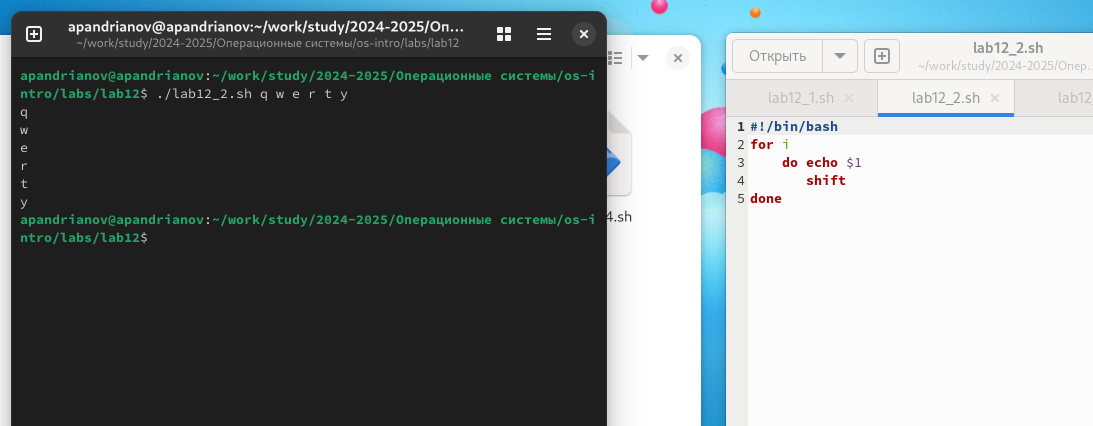 apandrianov@apandrianov:~/work/study/2024-2025/Оп...
~/work/study/2024-2025/Операционные системы/os-intro/labs/lab12
apandrianov@apandrianov:~/work/study/2024-2025/Операционные системы/os-i
ntro/labs/lab12$ ./lab12_2.sh q w e r t y
q
w
e
r
t
y
apandrianov@apandrianov:~/work/study/2024-2025/Операционные системы/os-i
ntro/labs/lab12$
4.sh
Открыть
lab12_2.sh
~/work/study/2024-2025/Опер...
lab12_1.sh
lab12_2.sh
lab12_
1 #!/bin/bash
2 for i
3     do echo $1
4        shift
5 done